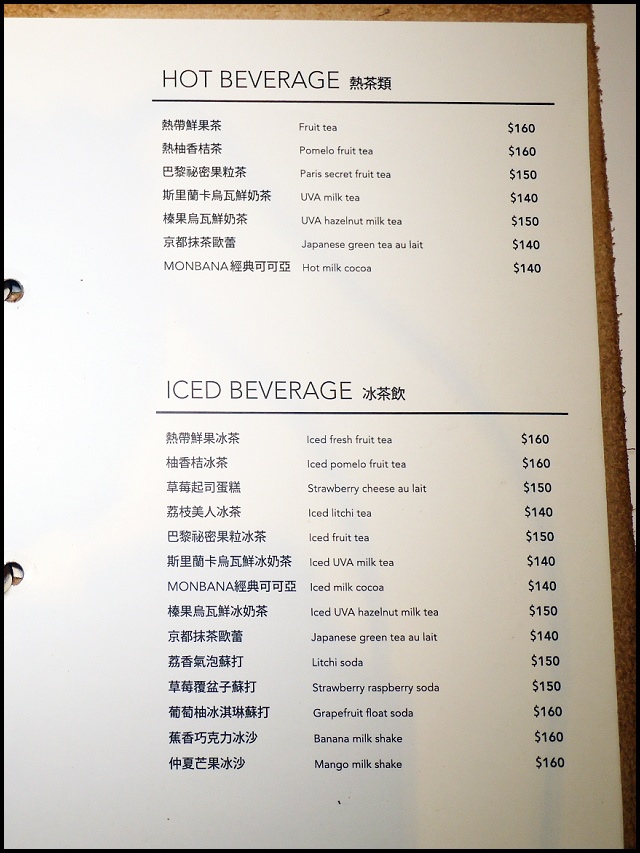 HOT BEVERAGE 熱茶類
熱帶鮮果茶 Fruit tea $160
熱柚香桔茶 Pomelo fruit tea $160
巴黎祕密果粒茶 Paris secret fruit tea $150
斯里蘭卡烏瓦鮮奶茶 UVA milk tea $140
榛果烏瓦鮮奶茶 UVA hazelnut milk tea $150
京都抹茶歐蕾 Japanese green tea au lait $140
MONBANA經典可可亞 Hot milk cocoa $140
ICED BEVERAGE 冰茶飲
熱帶鮮果冰茶 Iced fresh fruit tea $160
柚香桔冰茶 Iced pomelo fruit tea $160
草莓起司蛋糕 Strawberry cheese au lait $150
荔枝美人冰茶 Iced litchi tea $140
巴黎祕密果粒冰茶 Iced fruit tea $150
斯里蘭卡烏瓦鮮冰奶茶 Iced UVA milk tea $140
MONBANA經典可可亞 Iced milk cocoa $140
榛果烏瓦鮮冰奶茶 Iced UVA hazelnut milk tea $150
京都抹茶歐蕾 Japanese green tea au lait $140
荔香氣泡蘇打 Litchi soda $150
草莓覆盆子蘇打 Strawberry raspberry soda $150
葡萄柚冰淇琳蘇打 Grapefruit float soda $160
蕉香巧克力冰沙 Banana milk shake $160
仲夏芒果冰沙 Mango milk shake $160